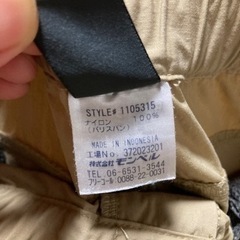 STYLE# 1105315
ナイロン 100%
(バリスパン)
MADE IN INDONESIA
工場No. 372023201
株式会社モンベル
TEL. 06-6531-3544
フリーコール 0088-22-0031